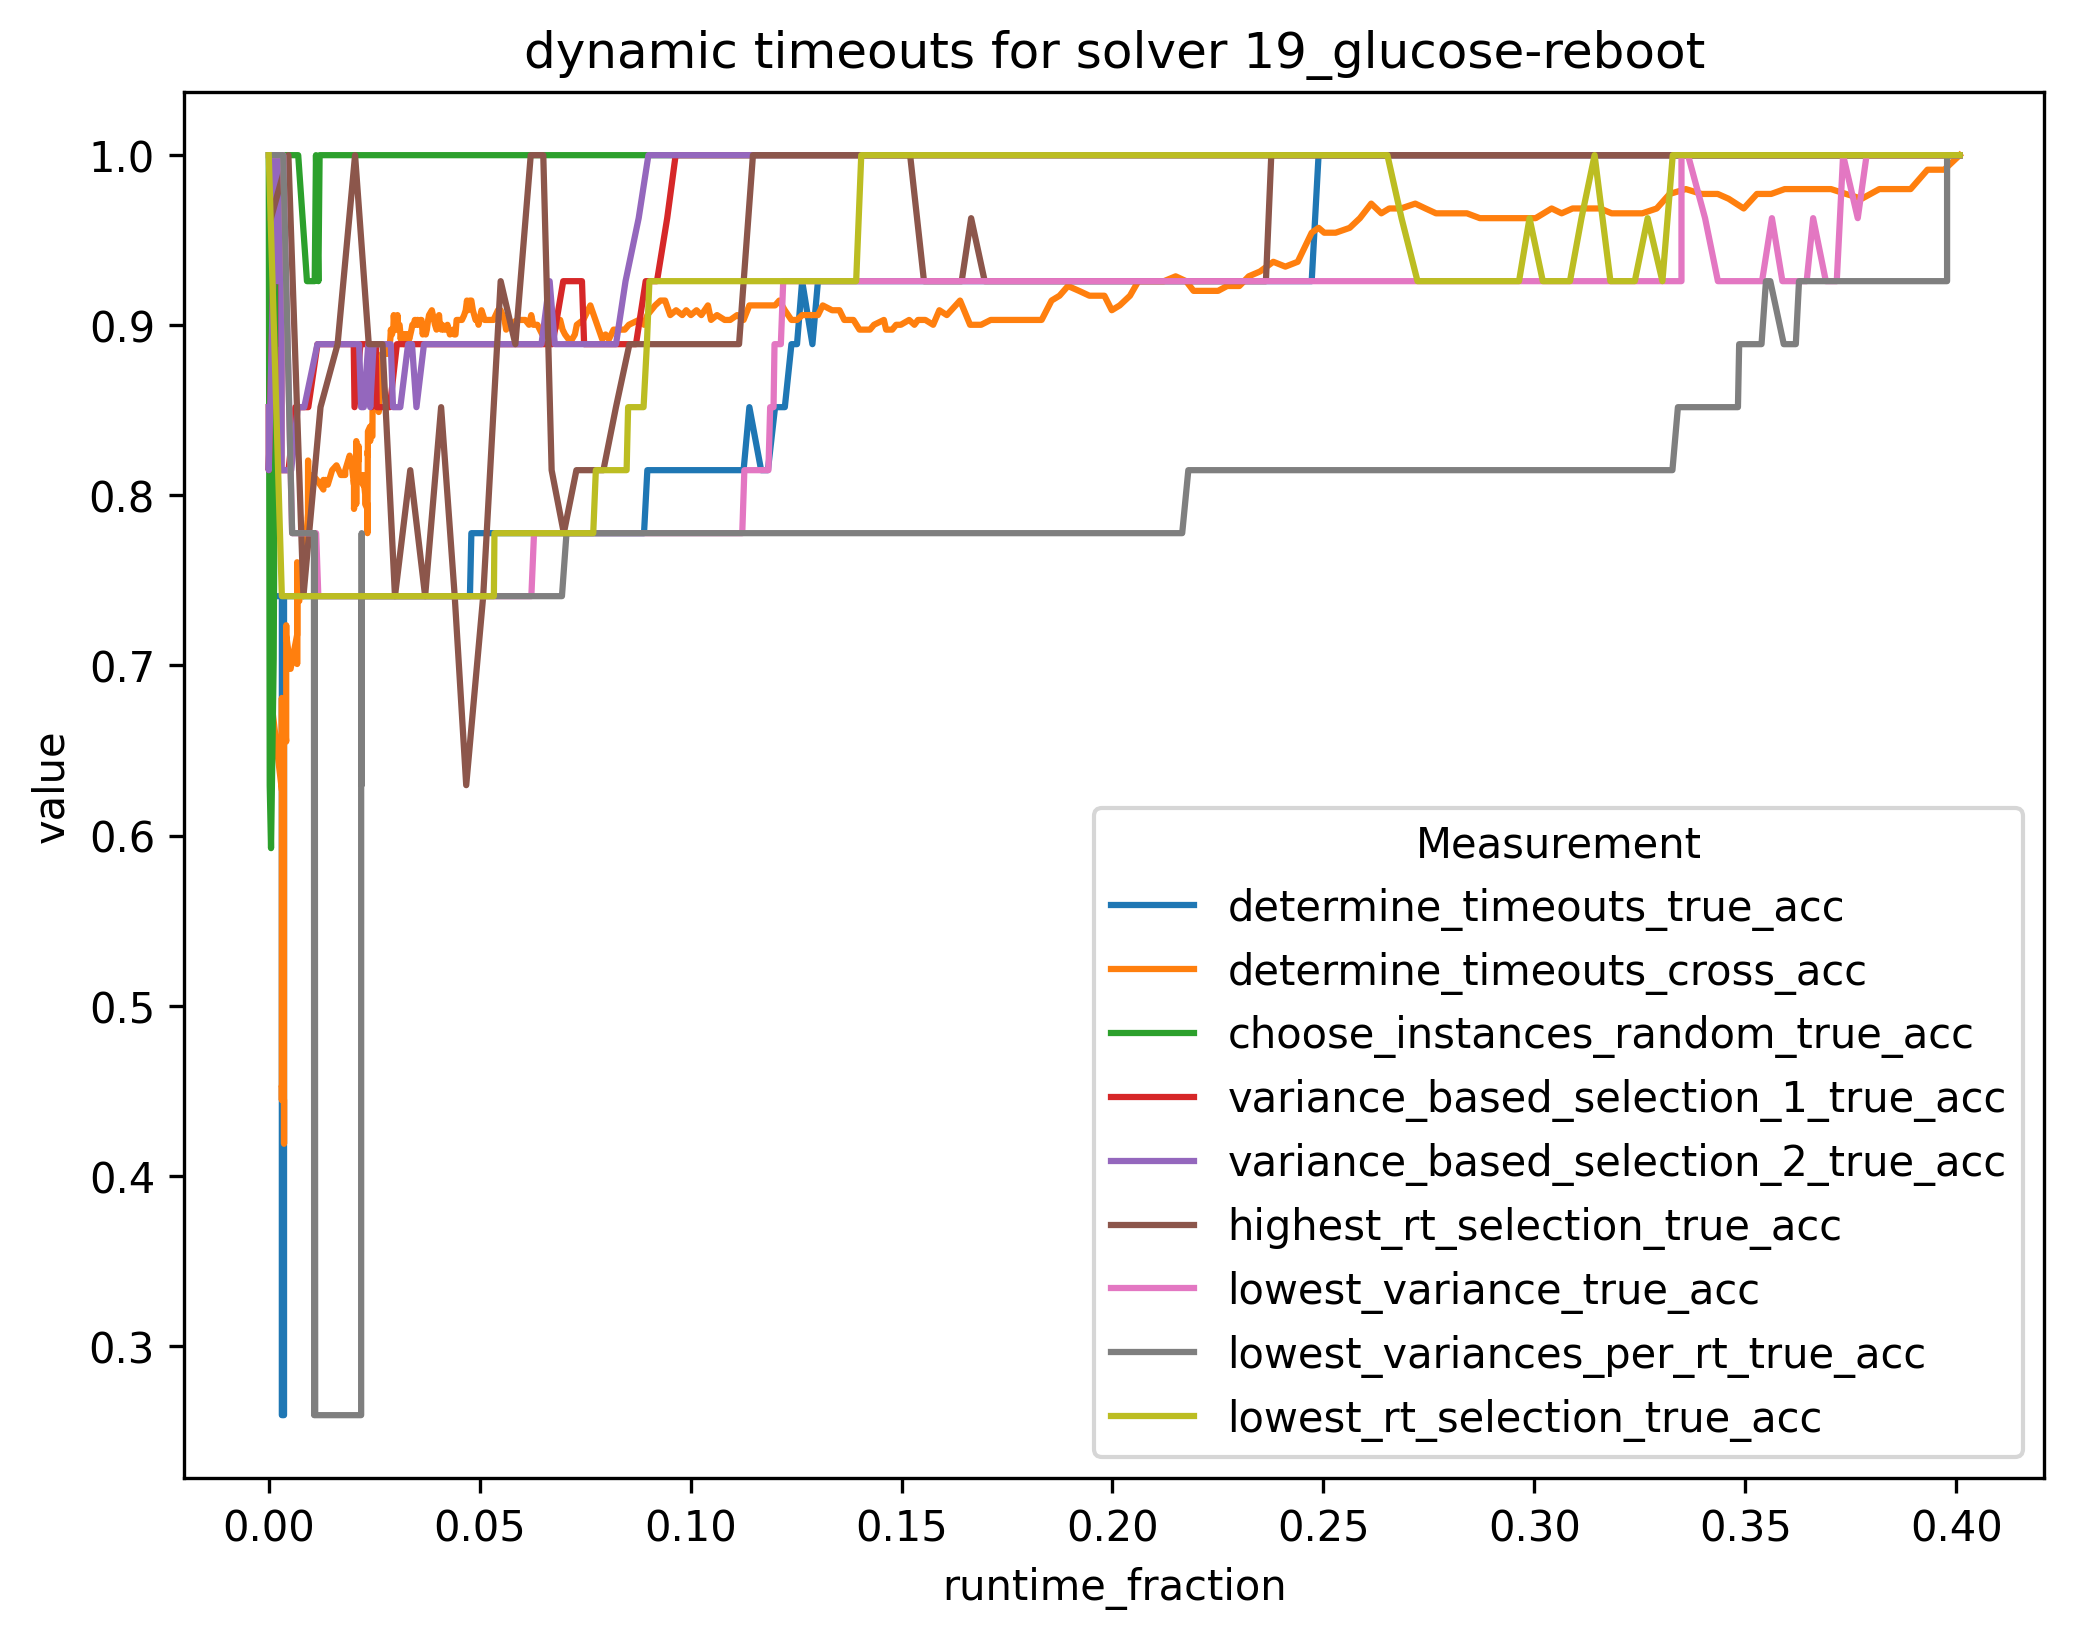 dynamic timeouts for solver 19_glucose-reboot
value
1.0
0.9
0.8
0.7
0.6
0.5
0.4
0.3
Measurement
determine_timeouts_true_acc
determine_timeouts_cross_acc
choose_instances_random_true_acc
variance_based_selection_1_true_acc
variance_based_selection_2_true_acc
highest_rt_selection_true_acc
lowest_variance_true_acc
lowest_variances_per_rt_true_acc
lowest_rt_selection_true_acc
0.00 0.05 0.10 0.15 0.20 0.25 0.30 0.35 0.40
runtime_fraction